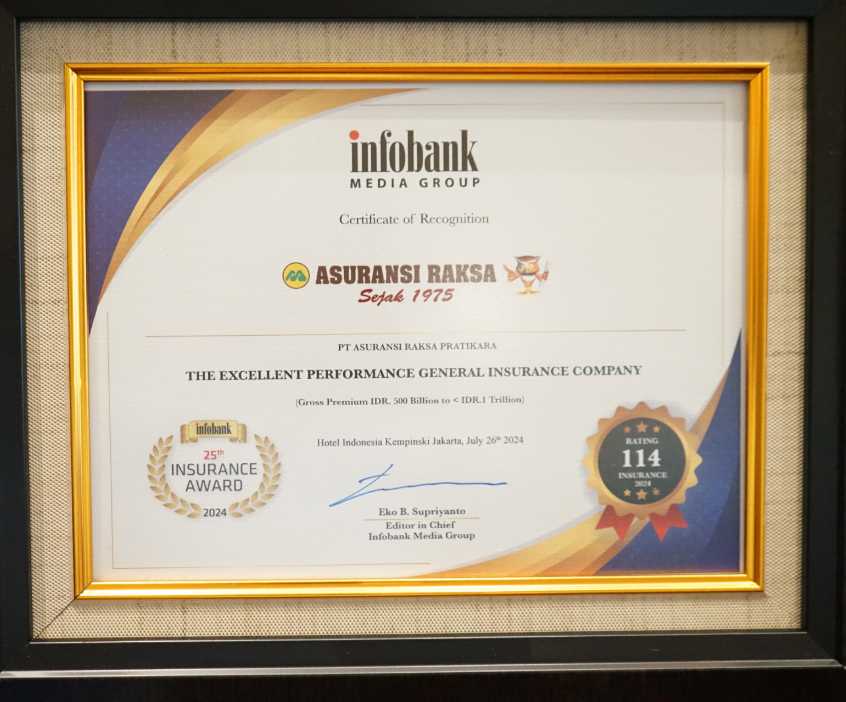 infobank
MEDIA GROUP
Certificate of Recognition
ASURANSI RAKSA
Sejak 1975
PT ASURANSI RAKSA PRATIKARA
THE EXCELLENT PERFORMANCE GENERAL INSURANCE COMPANY
(Gross Premium IDR. 500 Billion to < IDR.1 Trillion)
Hotel Indonesia Kempinski Jakarta, July 26th 2024
infobank
25th
INSURANCE
AWARD
2024
Eko B. Supriyanto
Editor in Chief
Infobank Media Group
RATING
114
INSURANCE
2024